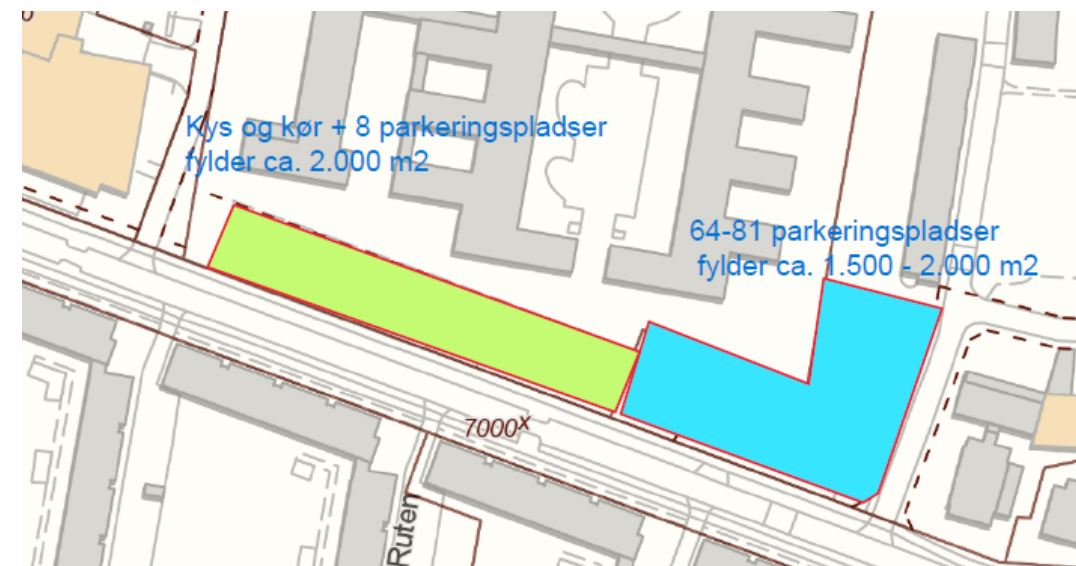 Kys og kør + 8 parkeringspladser
fylder ca. 2.000 m2
64-81 parkeringspladser
fylder ca. 1.500 - 2.000 m2
7000x
Ruten